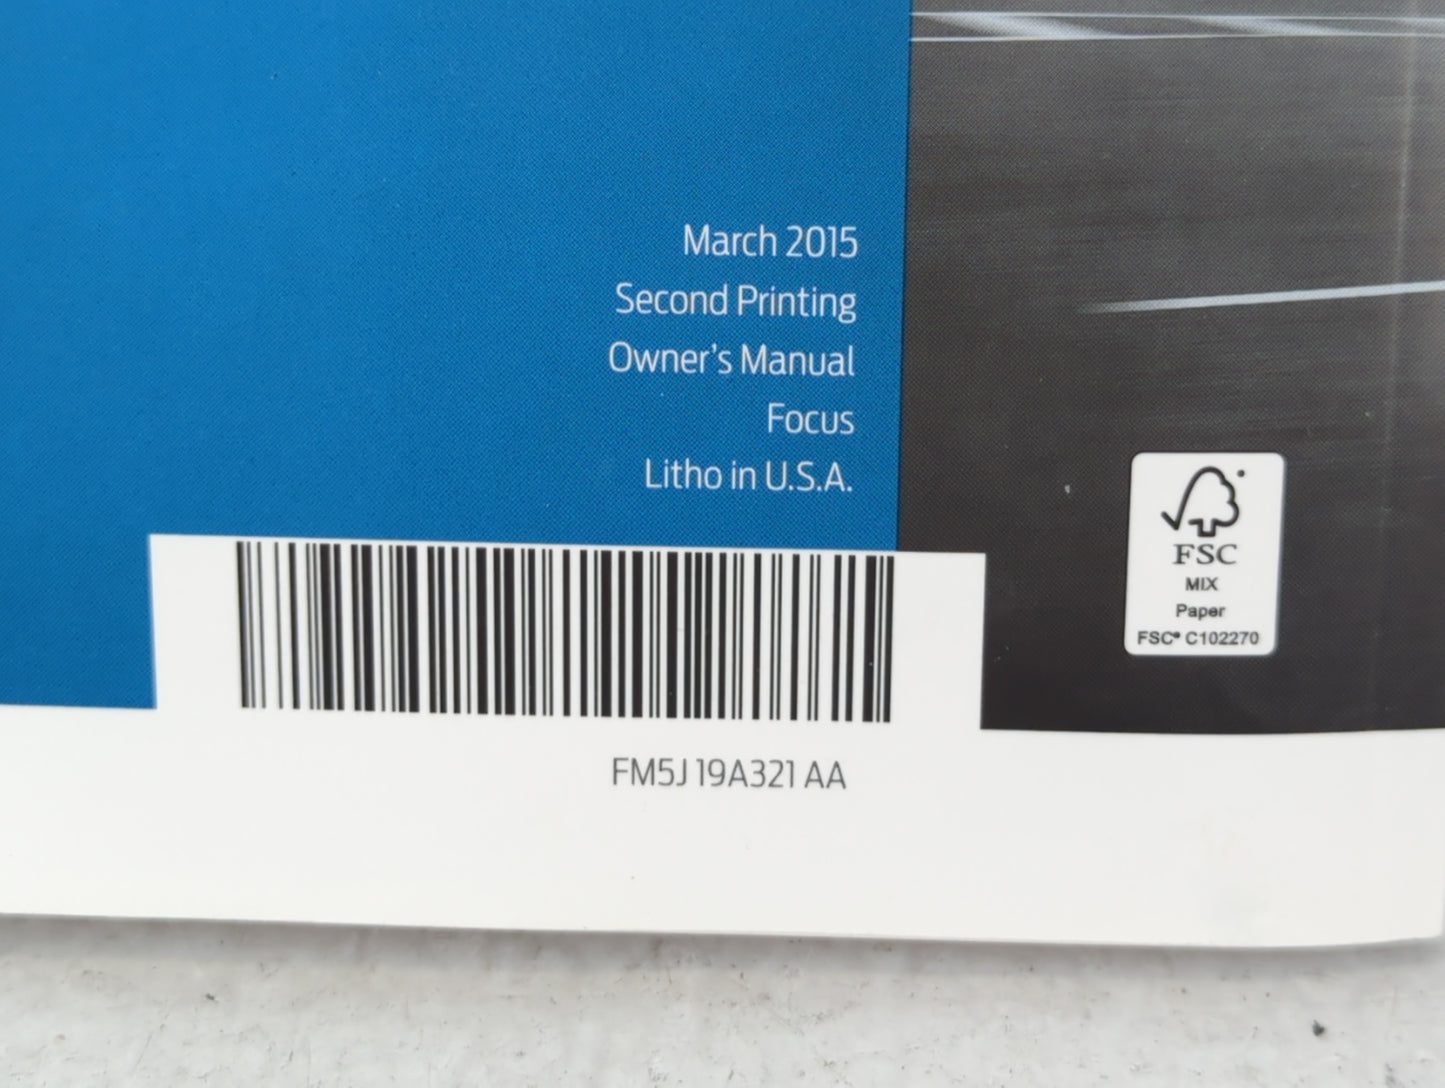 March 2015
Second Printing
Owner's Manual
Focus
Litho in U.S.A.
FSC
MIX
Paper
FSC® C102270
FM5J 19A321 AA